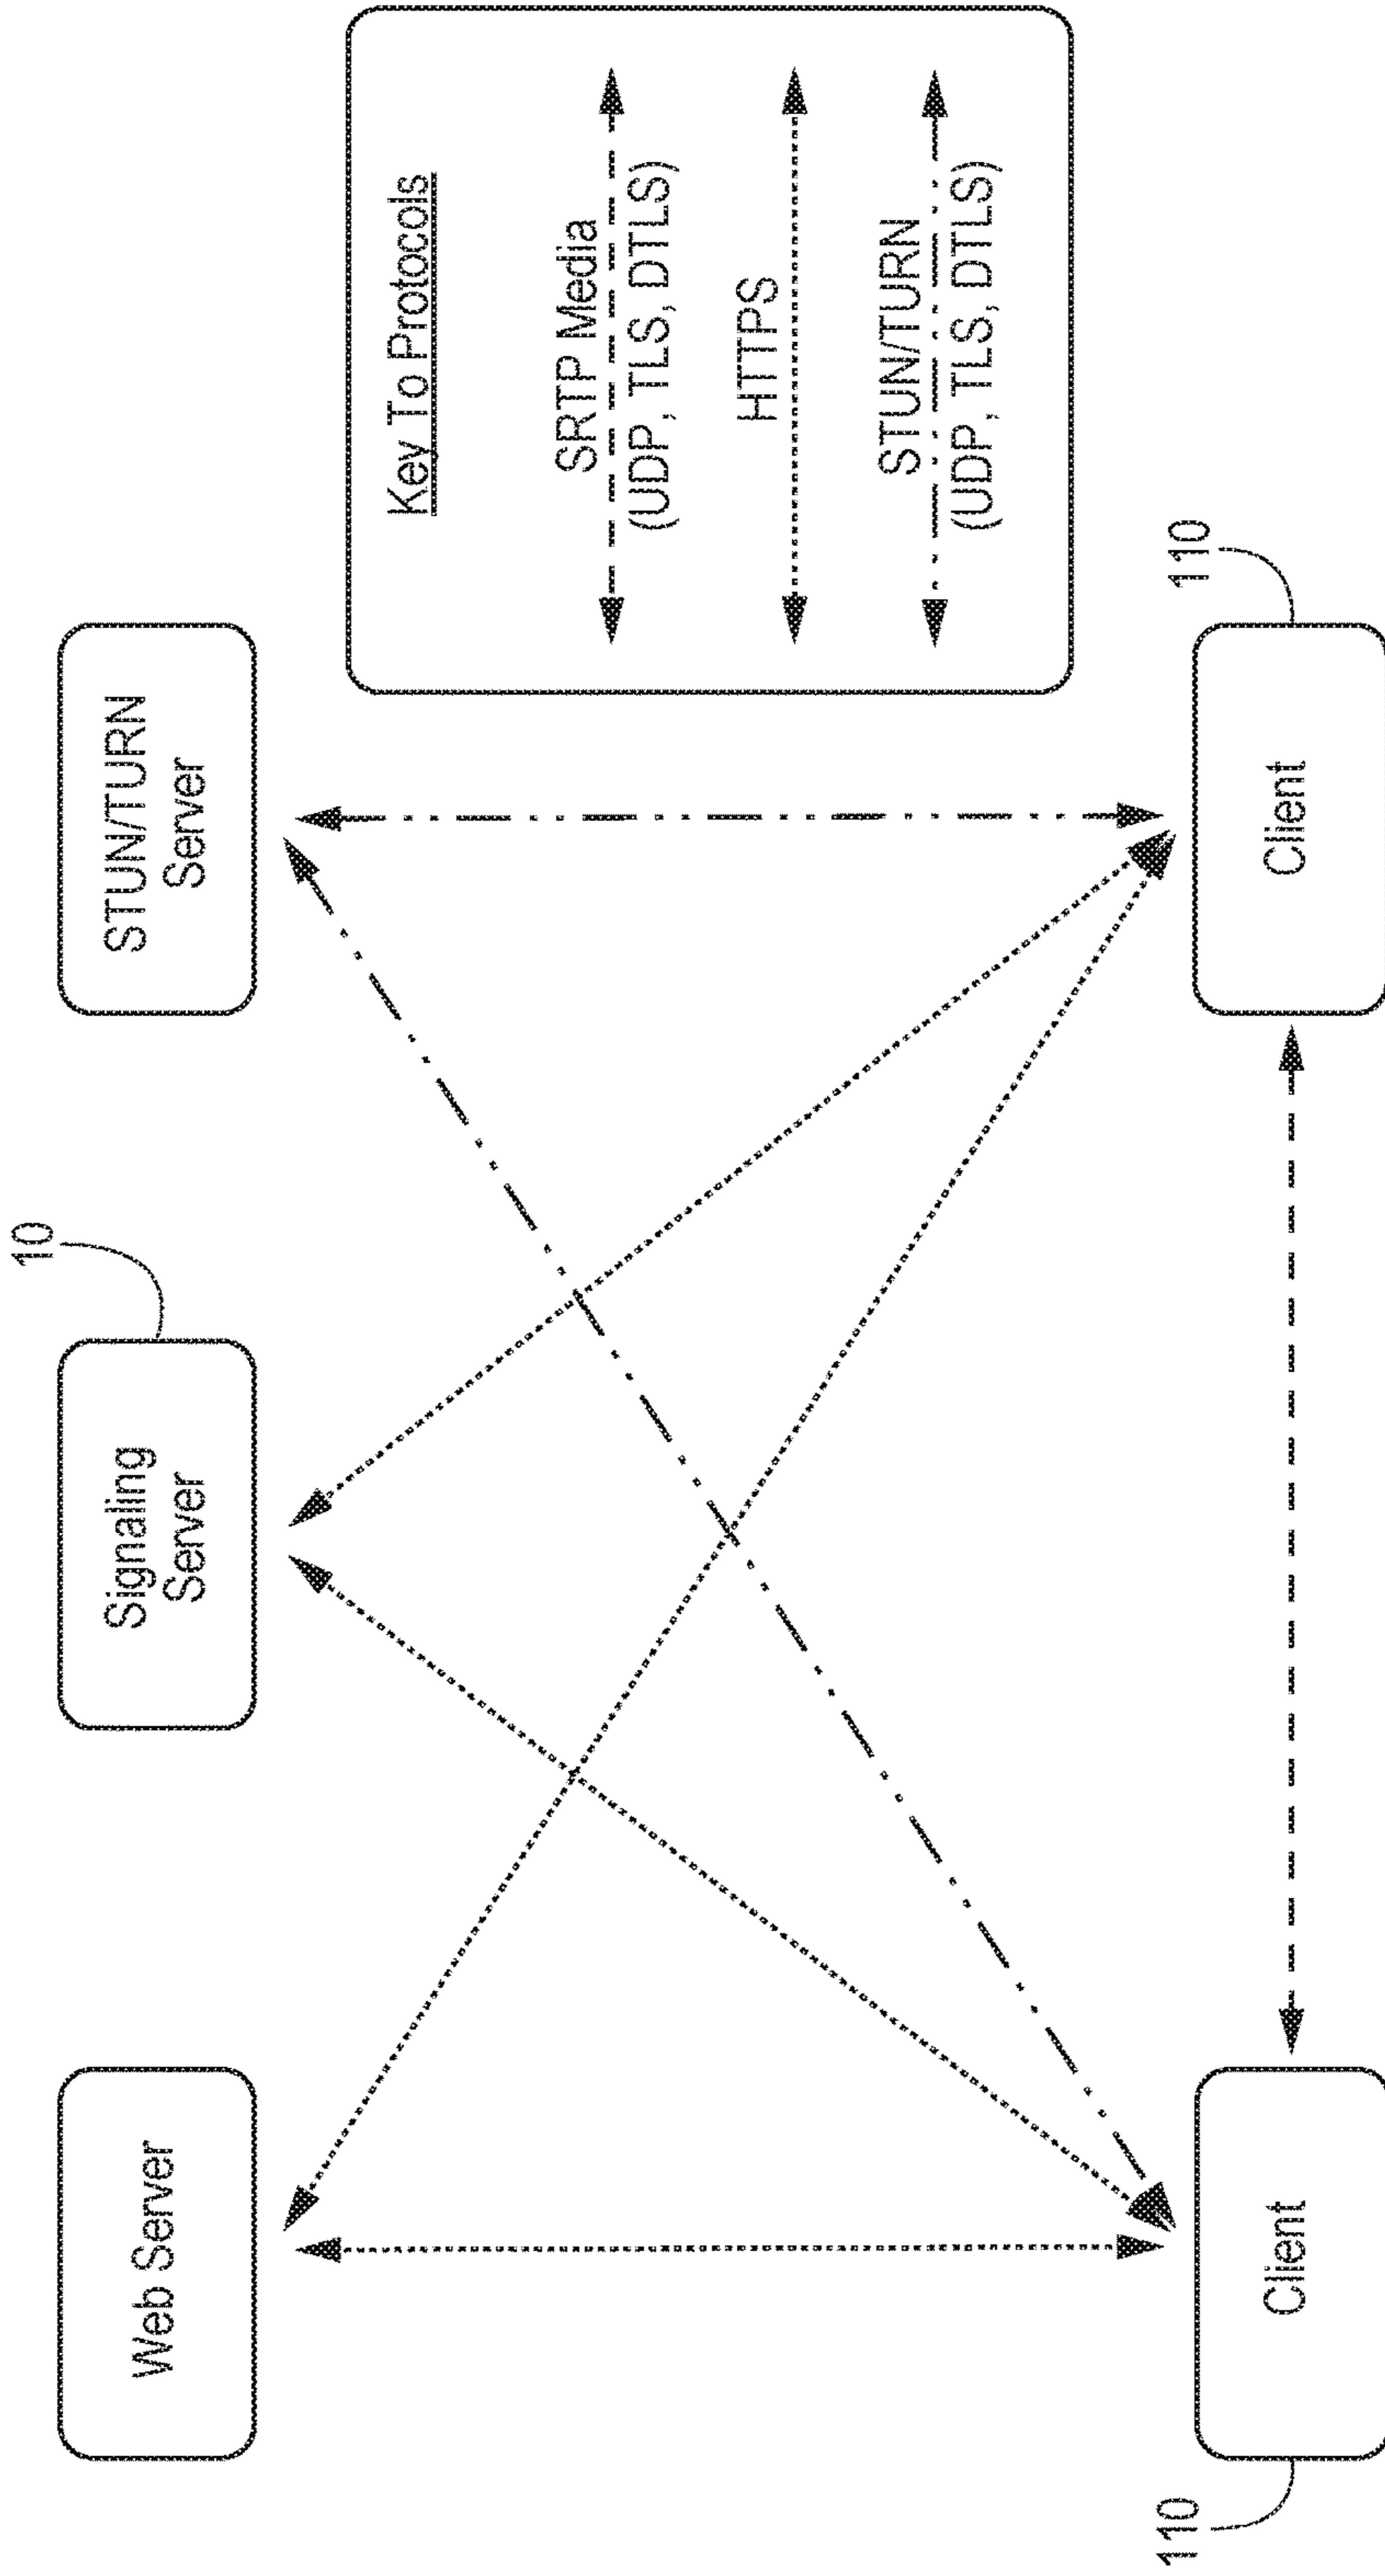 10
Web Server
Signaling
Server
STUN/TURN
Server
Key To Protocols
SRTP Media
(UDP, TLS, DTLS)
HTTPS
STUN/TURN
(UDP, TLS, DTLS)
110
Client
Client
110